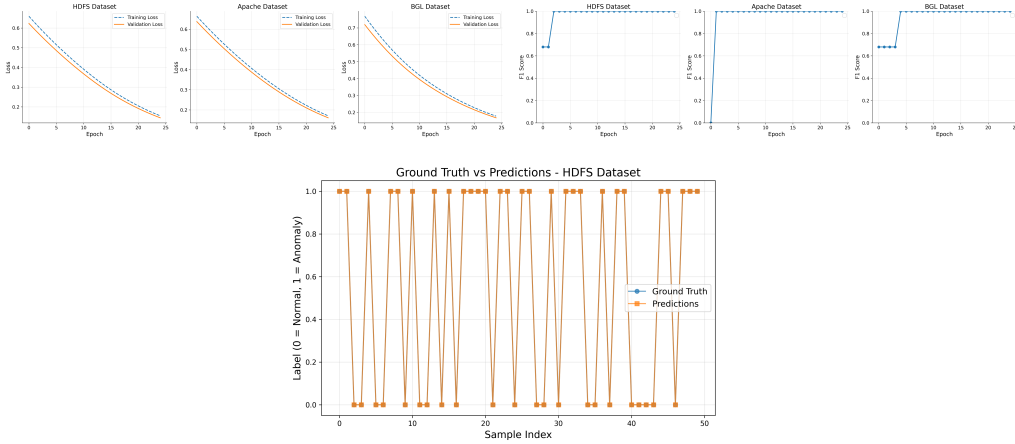 HDFS Dataset
Loss
0.6
0.5
0.4
0.3
0.2
Training Loss
Validation Loss
0 5 10 15 20 25
Epoch
Apache Dataset
Loss
0.6
0.5
0.4
0.3
0.2
Training Loss
Validation Loss
0 5 10 15 20 25
Epoch
BGL Dataset
Loss
0.7
0.6
0.5
0.4
0.3
0.2
Training Loss
Validation Loss
0 5 10 15 20 25
Epoch
HDFS Dataset
F1 Score
1.0
0.8
0.6
0.4
0.2
0.0
0 5 10 15 20 25
Epoch
Apache Dataset
F1 Score
1.0
0.8
0.6
0.4
0.2
0.0
0 5 10 15 20 25
Epoch
BGL Dataset
F1 Score
1.0
0.8
0.6
0.4
0.2
0.0
0 5 10 15 20
Epoch
Ground Truth vs Predictions - HDFS Dataset
Label (0 = Normal, 1 = Anomaly)
1.0
0.8
0.6
0.4
0.2
0.0
Ground Truth
Predictions
0 10 20 30 40 50
Sample Index